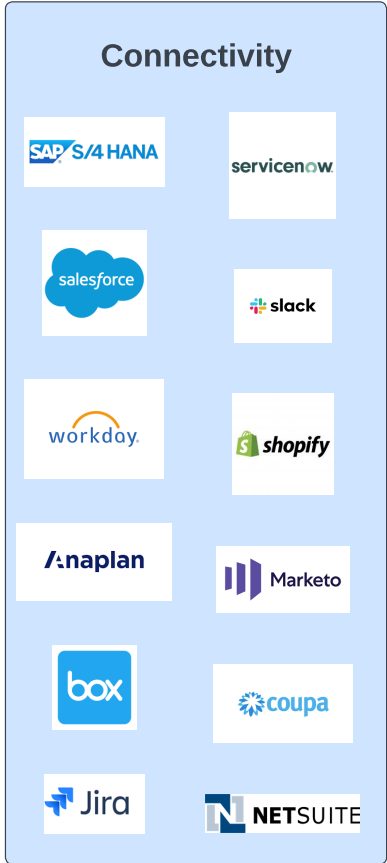 Connectivity
SAP S/4 HANA
servicenow.
salesforce
slack
workday.
shopify
Anaplan
Marketo
box
coupa
Jira
NETSUITE